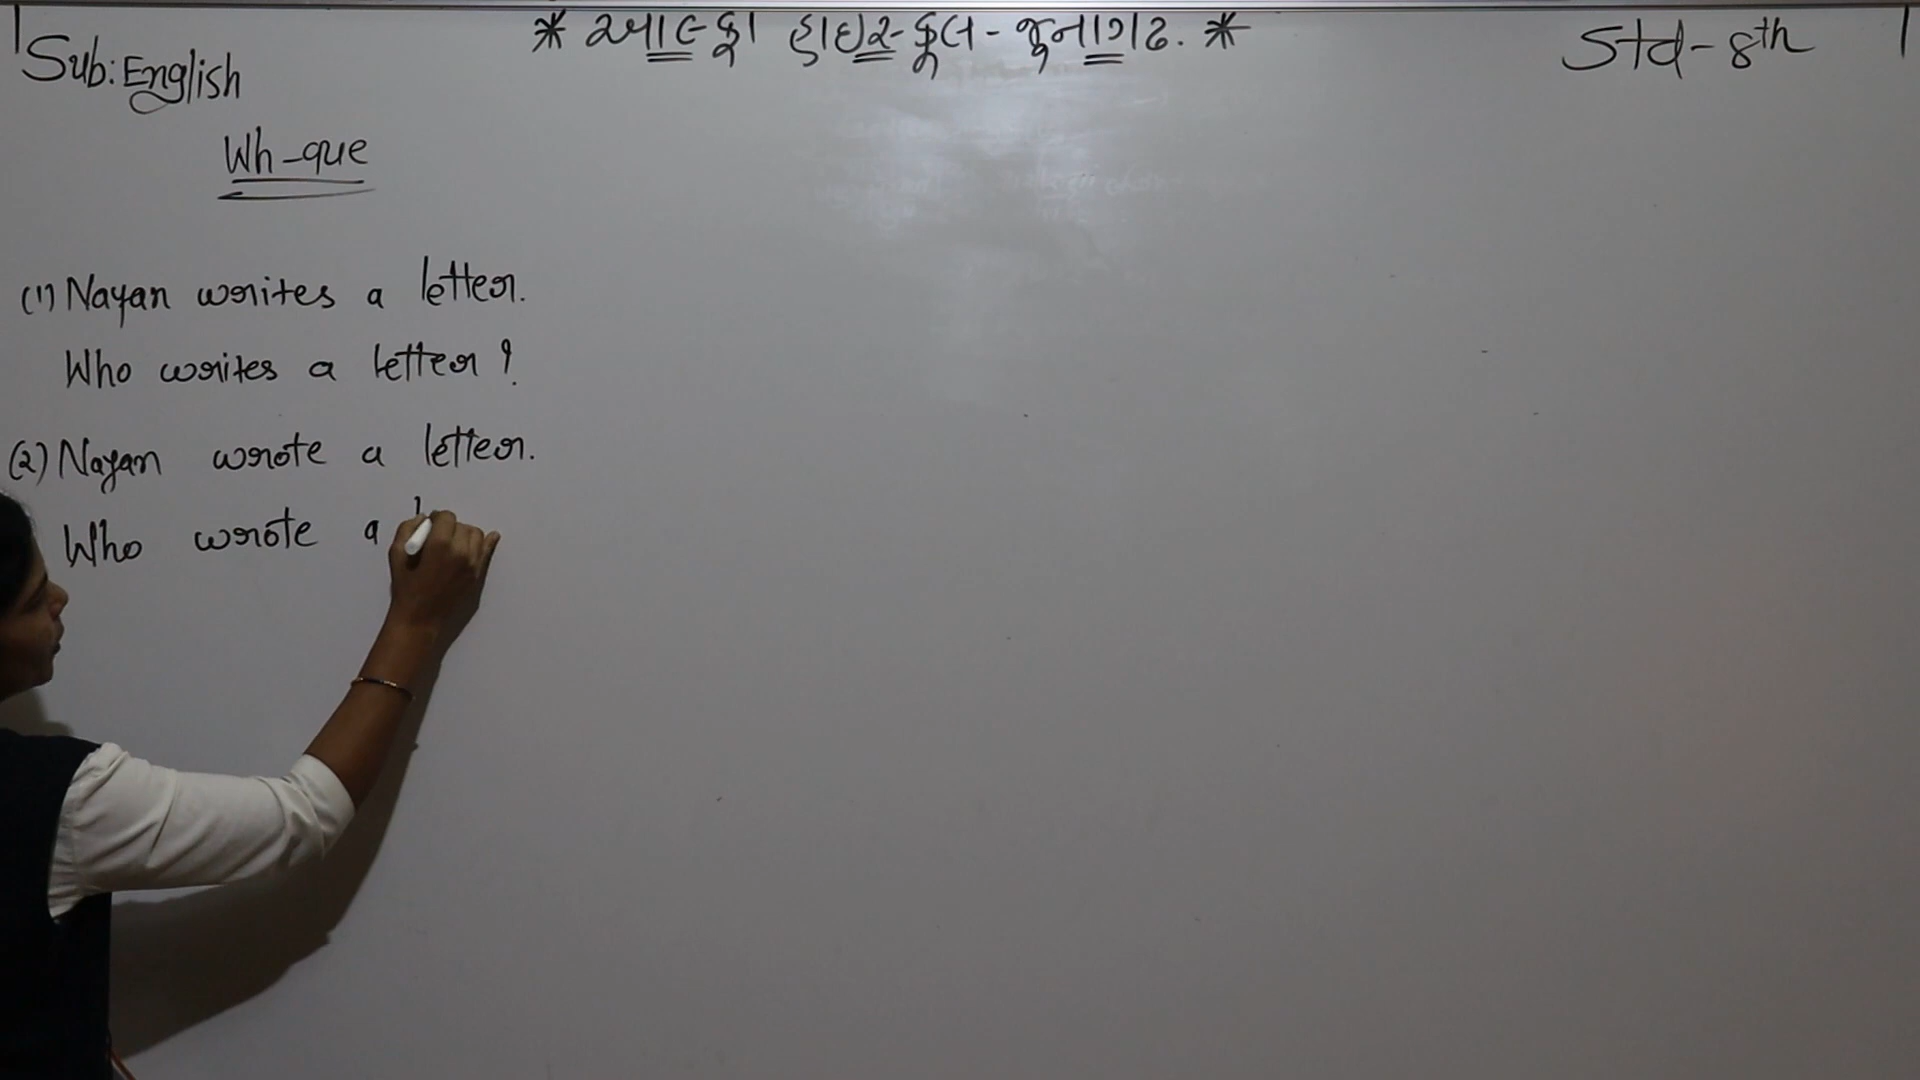 * આલ્ફા હાઇસ્કૂલ - જૂનાગઢ. *
Sub: English
Std - 8th
Wh-que
(1) Nayan writes a letter.
Who writes a letter?
(2) Nayan wrote a letter.
Who wrote a l